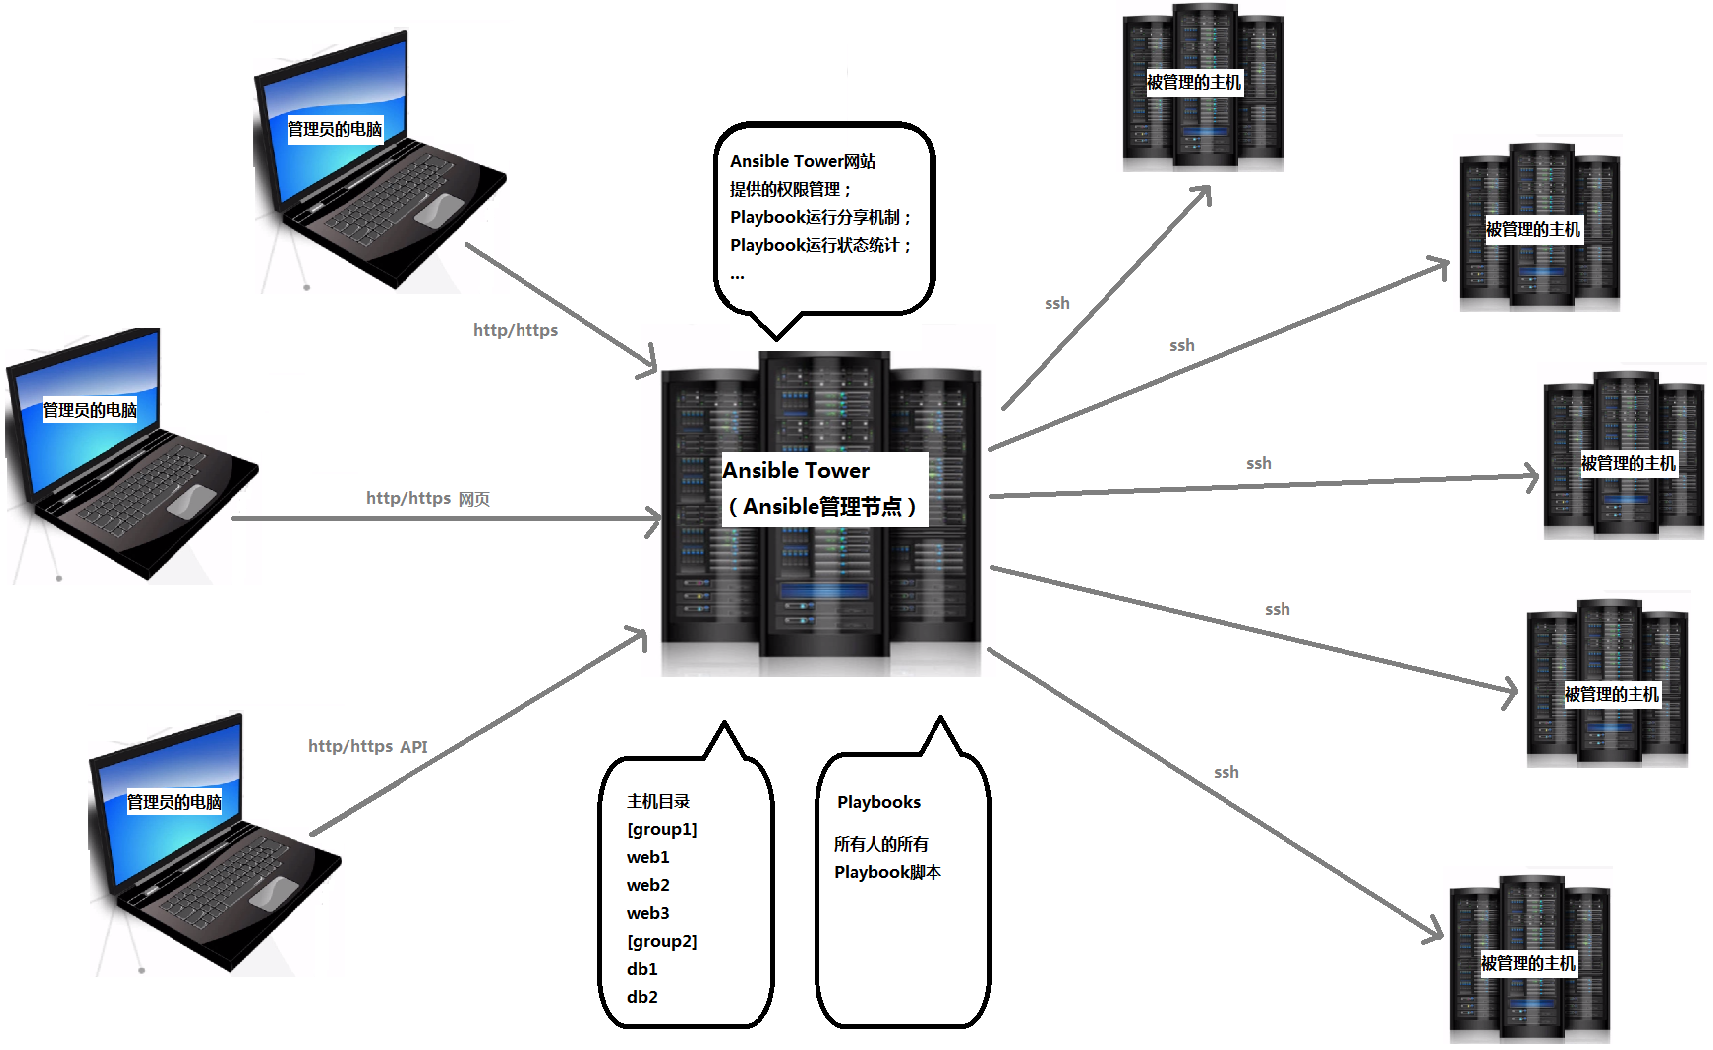 管理员的电脑
http/https
管理员的电脑
http/https 网页
管理员的电脑
http/https API
Ansible Tower网站
提供的权限管理；
Playbook运行分享机制；
Playbook运行状态统计；
...
Ansible Tower
（Ansible管理节点）
主机目录
[group1]
web1
web2
web3
[group2]
db1
db2
Playbooks
所有人的所有
Playbook脚本
ssh
被管理的主机
ssh
被管理的主机
ssh
被管理的主机
ssh
被管理的主机
ssh
被管理的主机